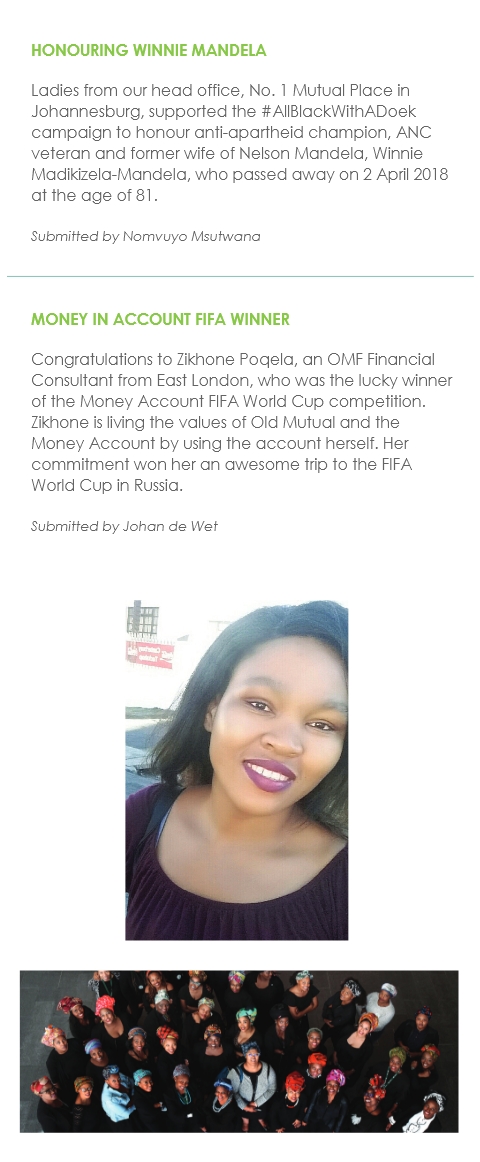 HONOURING WINNIE MANDELA
Ladies from our head office, No. 1 Mutual Place in
Johannesburg, supported the #AllBlackWithADoek
campaign to honour anti-apartheid champion, ANC
veteran and former wife of Nelson Mandela, Winnie
Madikizela-Mandela, who passed away on 2 April 2018
at the age of 81.
Submitted by Nomvuyo Msutwana
MONEY IN ACCOUNT FIFA WINNER
Congratulations to Zikhone Poqela, an OMF Financial
Consultant from East London, who was the lucky winner
of the Money Account FIFA World Cup competition.
Zikhone is living the values of Old Mutual and the
Money Account by using the account herself. Her
commitment won her an awesome trip to the FIFA
World Cup in Russia.
Submitted by Johan de Wet